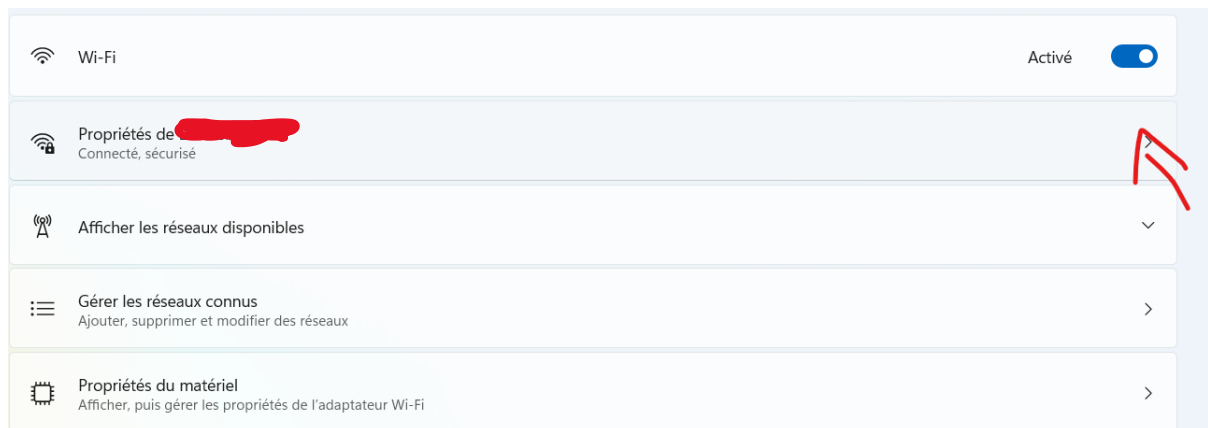 Wi-Fi
Activé
Propriétés de
Connecté, sécurisé
Afficher les réseaux disponibles
Gérer les réseaux connus
Ajouter, supprimer et modifier des réseaux
Propriétés du matériel
Afficher, puis gérer les propriétés de l'adaptateur Wi-Fi